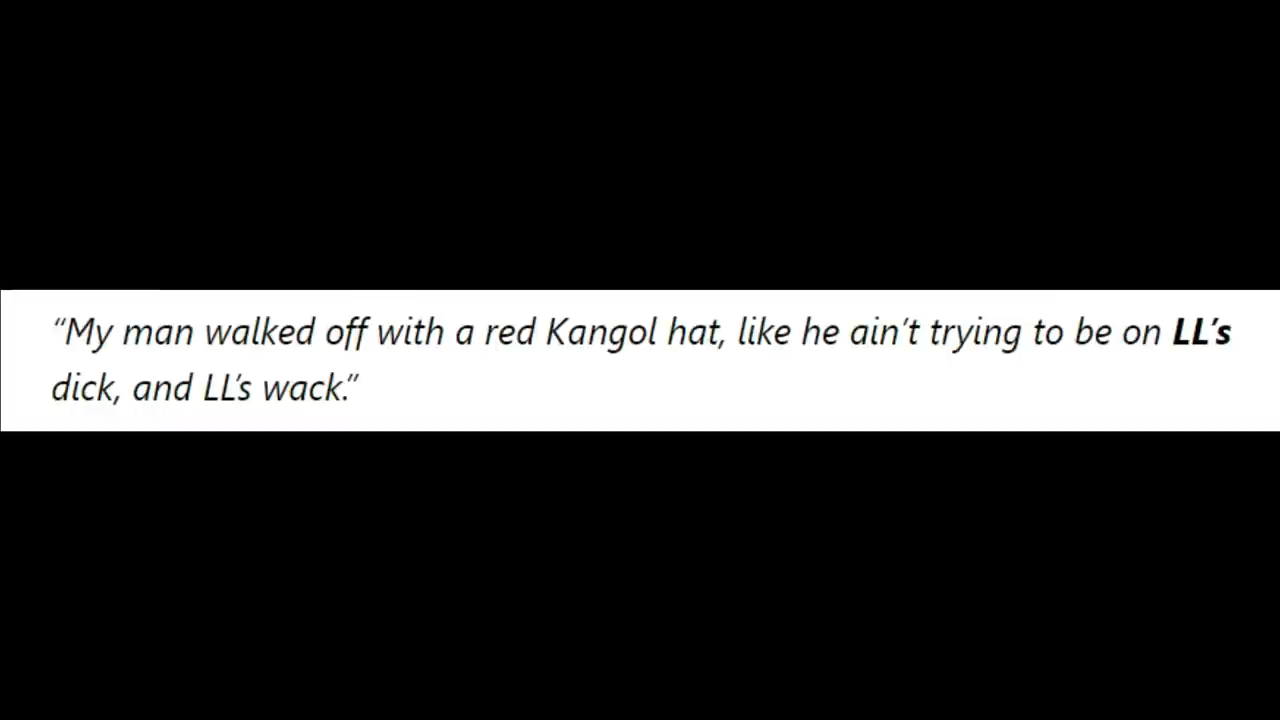 “My man walked off with a red Kangol hat, like he ain’t trying to be on LL’s
dick, and LL’s wack.”